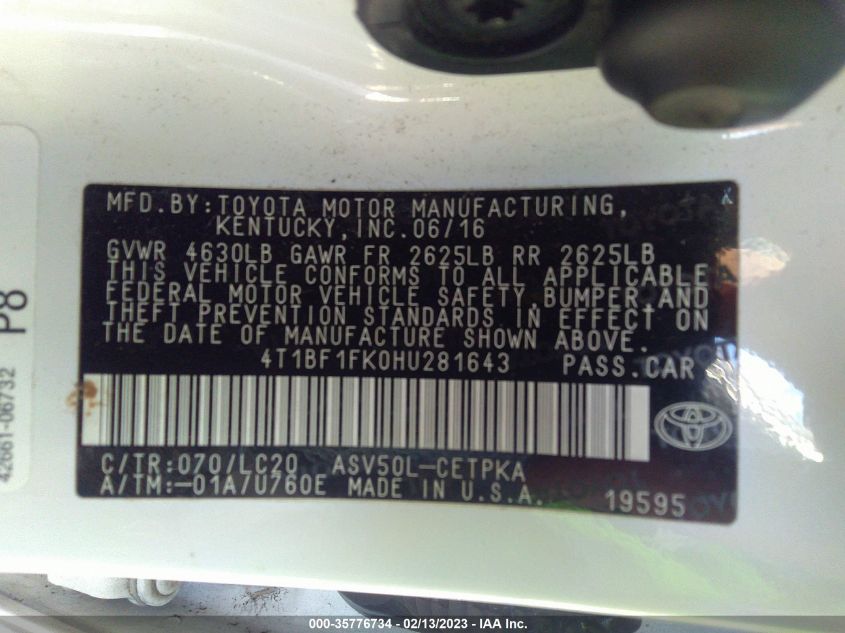 MFD.BY:TOYOTA MOTOR MANUFACTURING,
KENTUCKY,INC.06/16
GVWR 4630LB GAWR FR 2625LB RR 2625LB
THIS VEHICLE CONFORMS TO ALL APPLICABLE
FEDERAL MOTOR VEHICLE SAFETY BUMPER AND
THEFT PREVENTION STANDARDS IN EFFECT ON
THE DATE OF MANUFACTURE SHOWN ABOVE.
4T1BF1FK0HU281643 PASS.CAR
C/TR:070/LC20 ASV50L-CETPKA
A/TM:-01A/U760E MADE IN U.S.A. 19595
P8
42661-06732
000-35776734 - 02/13/2023 - IAA Inc.